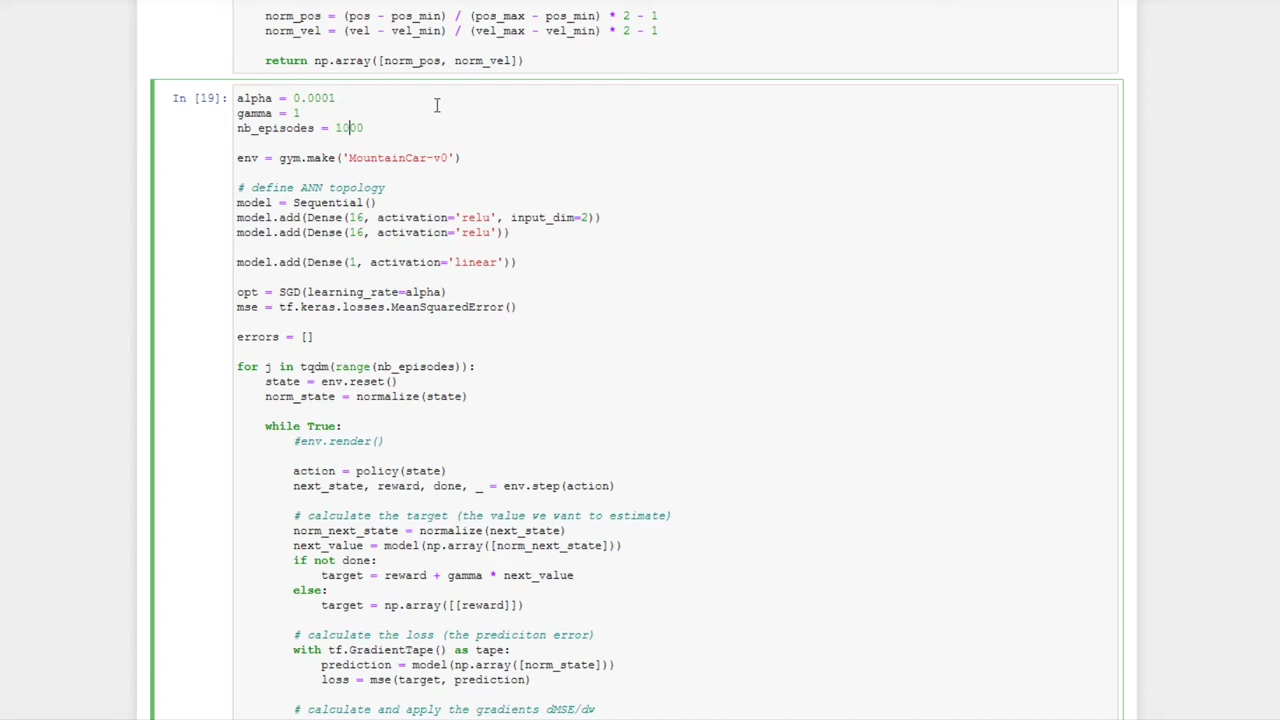 norm_pos = (pos - pos_min) / (pos_max - pos_min) * 2 - 1
norm_vel = (vel - vel_min) / (vel_max - vel_min) * 2 - 1
return np.array([norm_pos, norm_vel])
In [19]: alpha = 0.0001
gamma = 1
nb_episodes = 1000
env = gym.make('MountainCar-v0')
# define ANN topology
model = Sequential()
model.add(Dense(16, activation='relu', input_dim=2))
model.add(Dense(16, activation='relu'))
model.add(Dense(1, activation='linear'))
opt = SGD(learning_rate=alpha)
mse = tf.keras.losses.MeanSquaredError()
errors = []
for j in tqdm(range(nb_episodes)):
state = env.reset()
norm_state = normalize(state)
while True:
#env.render()
action = policy(state)
next_state, reward, done, _ = env.step(action)
# calculate the target (the value we want to estimate)
norm_next_state = normalize(next_state)
next_value = model(np.array([norm_next_state]))
if not done:
target = reward + gamma * next_value
else:
target = np.array([[reward]])
# calculate the loss (the prediciton error)
with tf.GradientTape() as tape:
prediction = model(np.array([norm_state]))
loss = mse(target, prediction)
# calculate and apply the gradients dMSE/dw